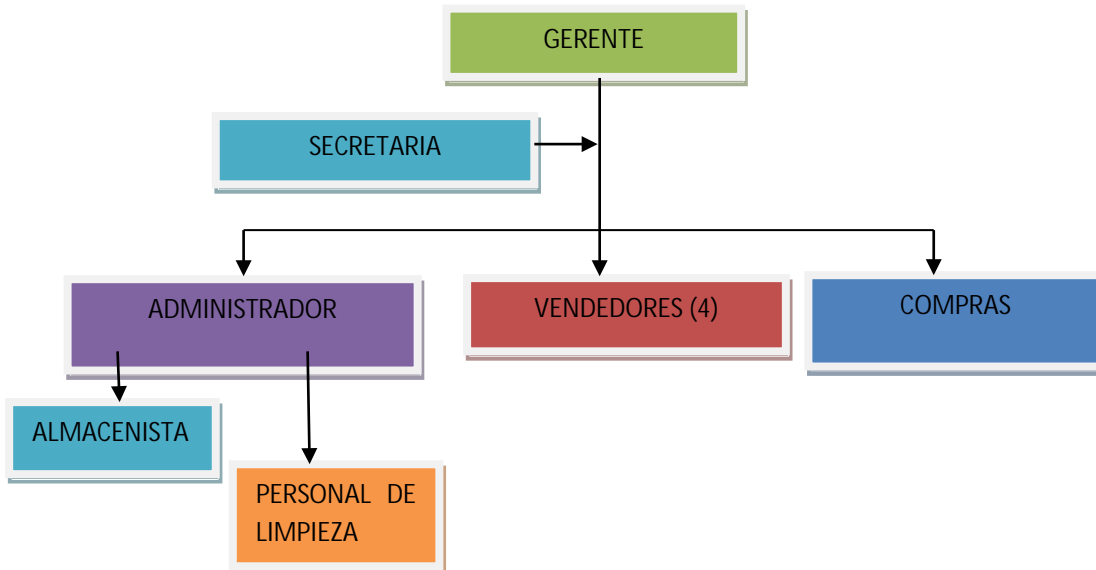 GERENTE
SECRETARIA
ADMINISTRADOR
VENDEDORES (4)
COMPRAS
ALMACENISTA
PERSONAL DE
LIMPIEZA